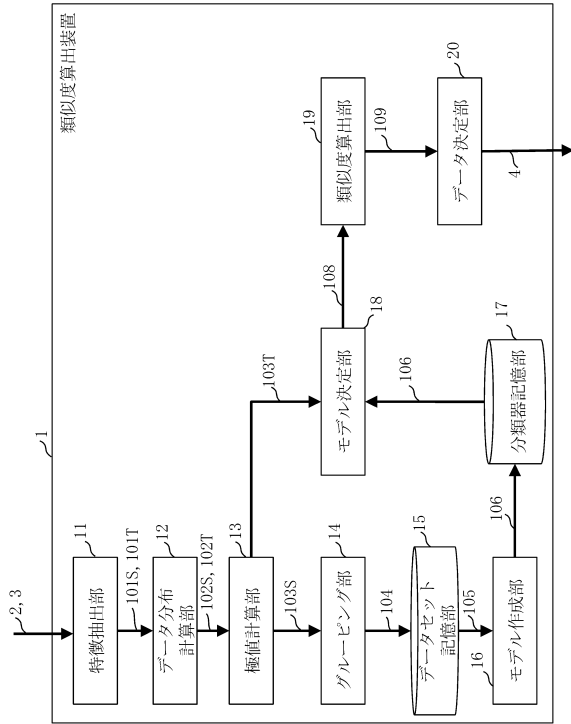 1
類似度算出装置
2, 3
11
特徴抽出部
101S, 101T
12
データ分布
計算部
102S, 102T
13
極値計算部
103T
103S
14
グルーピング部
104
15
データセット
記憶部
105
16
モデル作成部
106
17
分類器記憶部
106
18
モデル決定部
108
19
類似度算出部
109
20
データ決定部
4